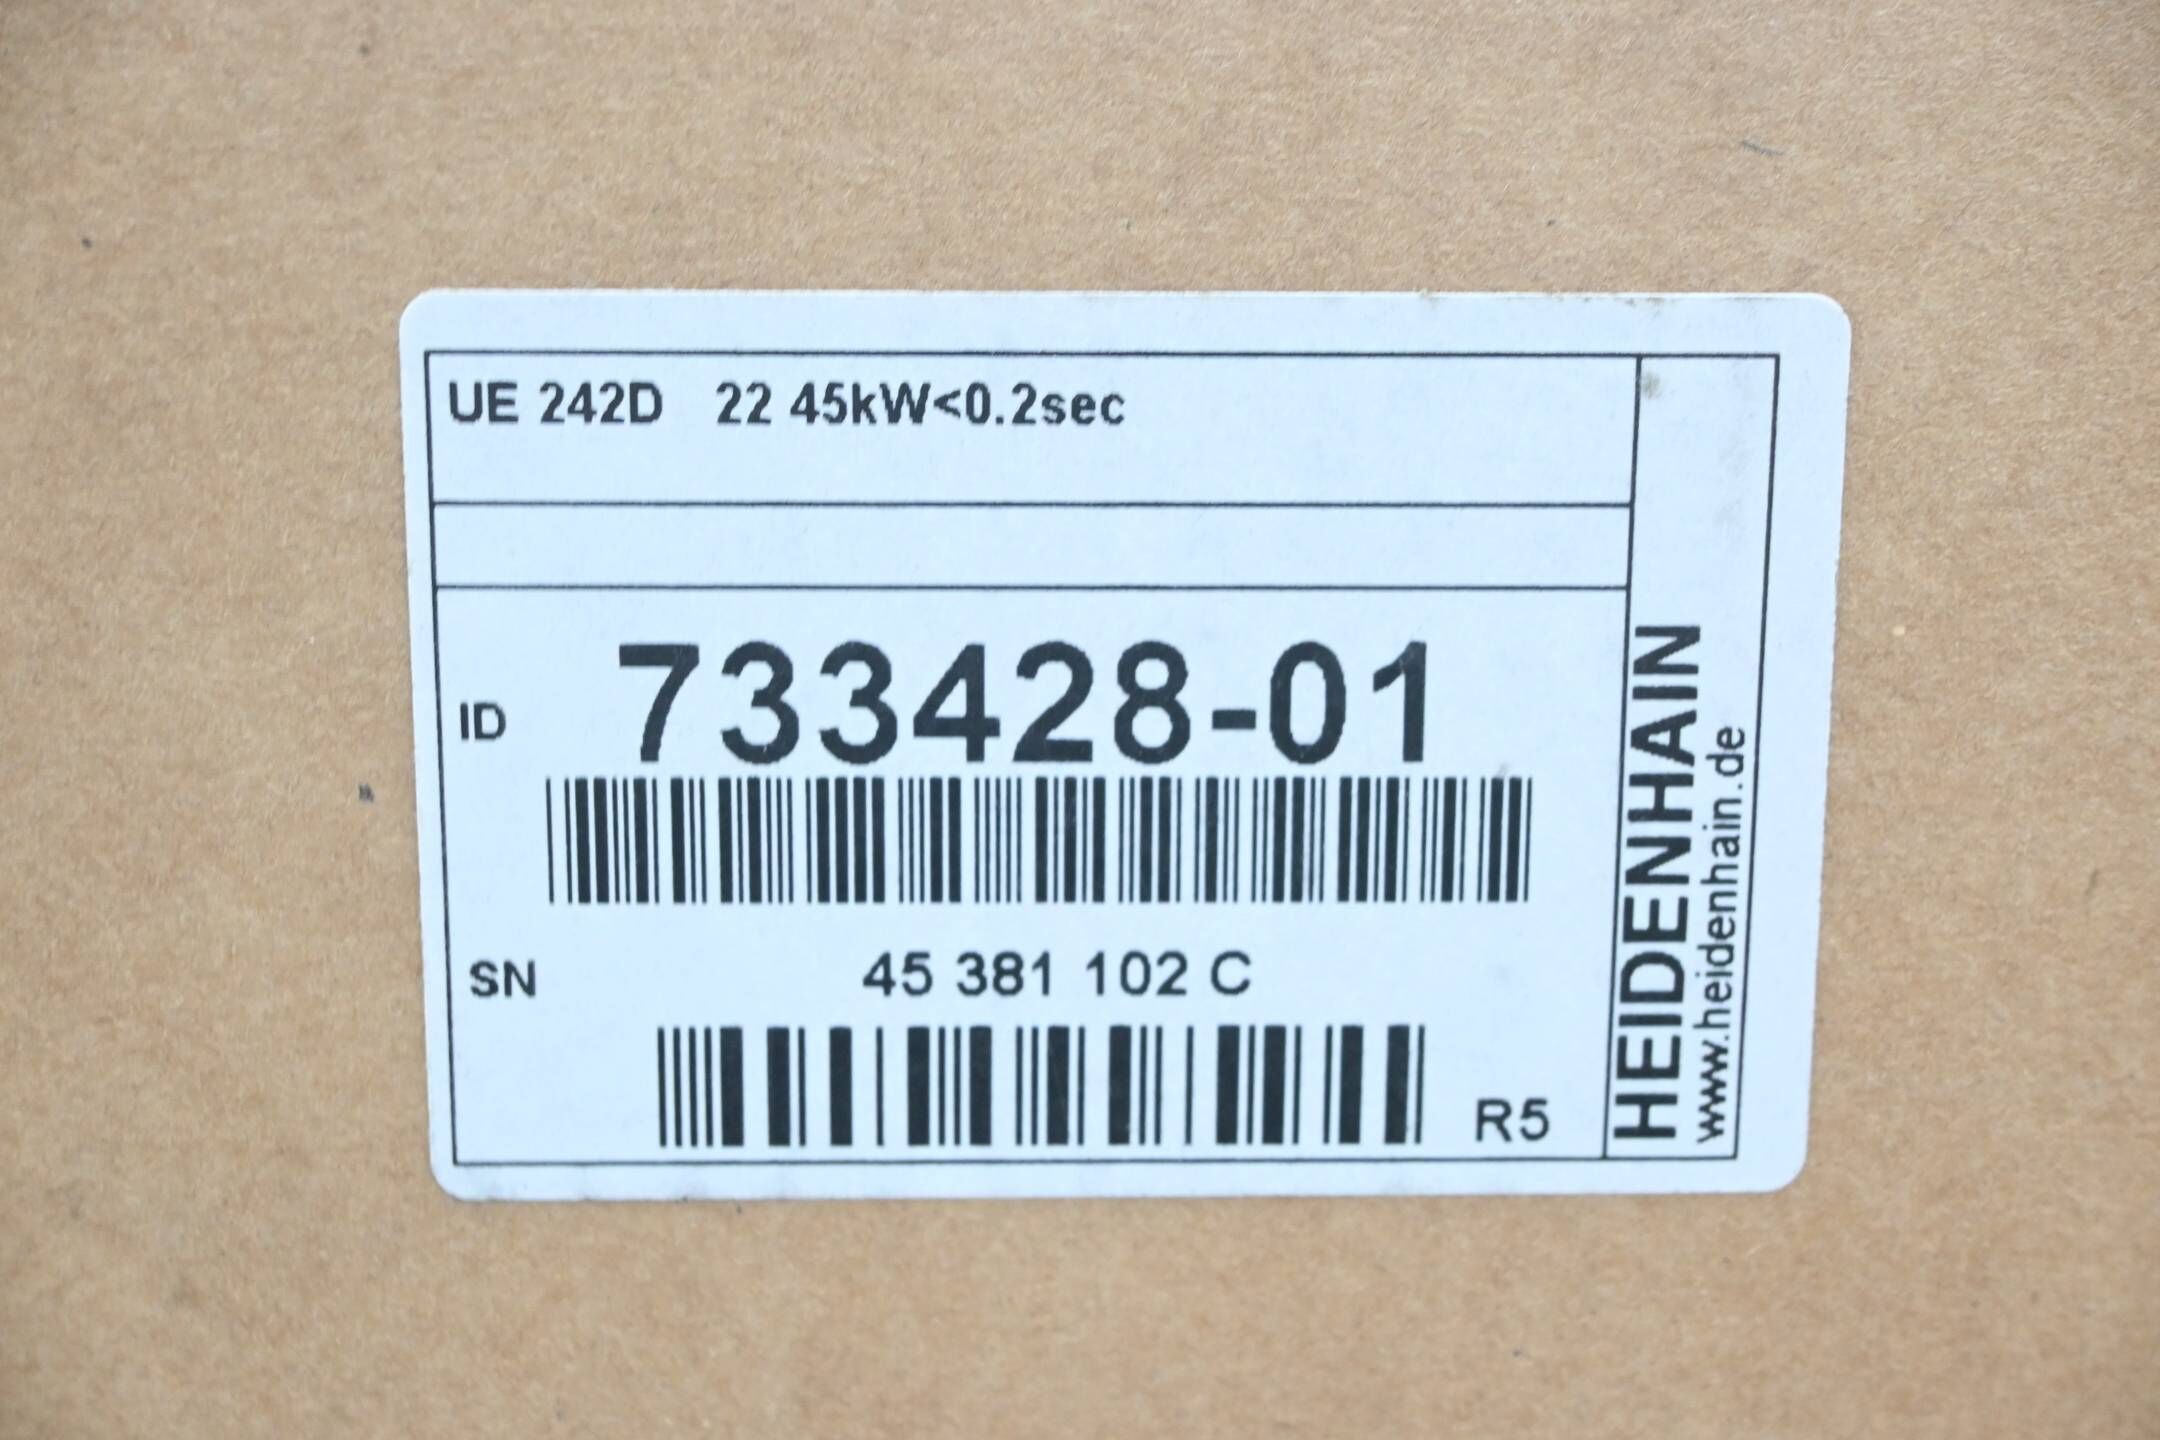 UE 242D 22 45kW<0.2sec
ID 733428-01
SN 45 381 102 C
R5
HEIDENHAIN
www.heidenhain.de